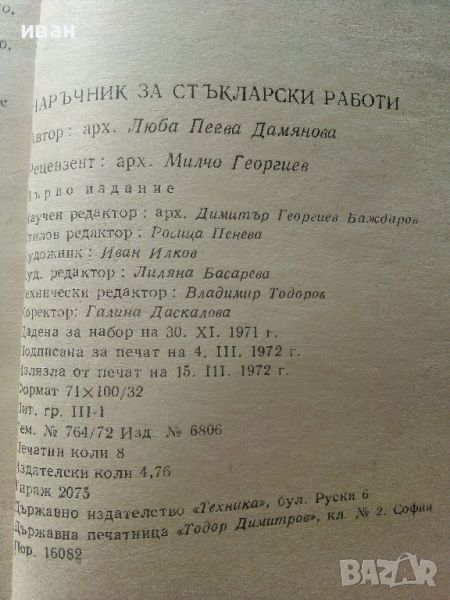 иван
НАРЪЧНИК ЗА СТЪКЛАРСКИ РАБОТИ
Автор: арх. Люба Пеева Дамянова
Рецензент: арх. Милчо Георгиев
Първо издание
Научен редактор: арх. Димитър Георгиев Баждаров
Стилов редактор: Росица Пенева
Художник: Иван Илков
Худ. редактор: Лиляна Басарева
Технически редактор: Владимир Тодоров
Коректор: Галина Даскалова
Дадена за набор на 30. XI. 1971 г.
Подписана за печат на 4. III. 1972 г.
Излязла от печат на 15. III. 1972 г.
Формат 71×100/32
Лит. гр. III-1
Тем. № 764/72 Изд. № 6806
Печатни коли 8
Издателски коли 4,76
Тираж 2075
Държавно издателство «Техника», бул. Руски 6
Държавна печатница «Тодор Димитров», кл. № 2. София
Пор. 16082
BAZAR